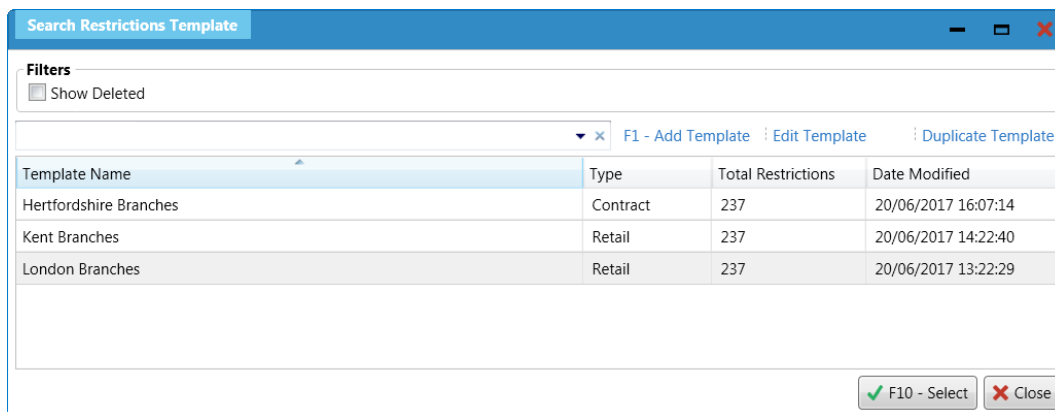 Search Restrictions Template
Filters
Show Deleted
F1 - Add Template Edit Template Duplicate Template
Template Name Type Total Restrictions Date Modified
Hertfordshire Branches Contract 237 20/06/2017 16:07:14
Kent Branches Retail 237 20/06/2017 14:22:40
London Branches Retail 237 20/06/2017 13:22:29
F10 - Select Close